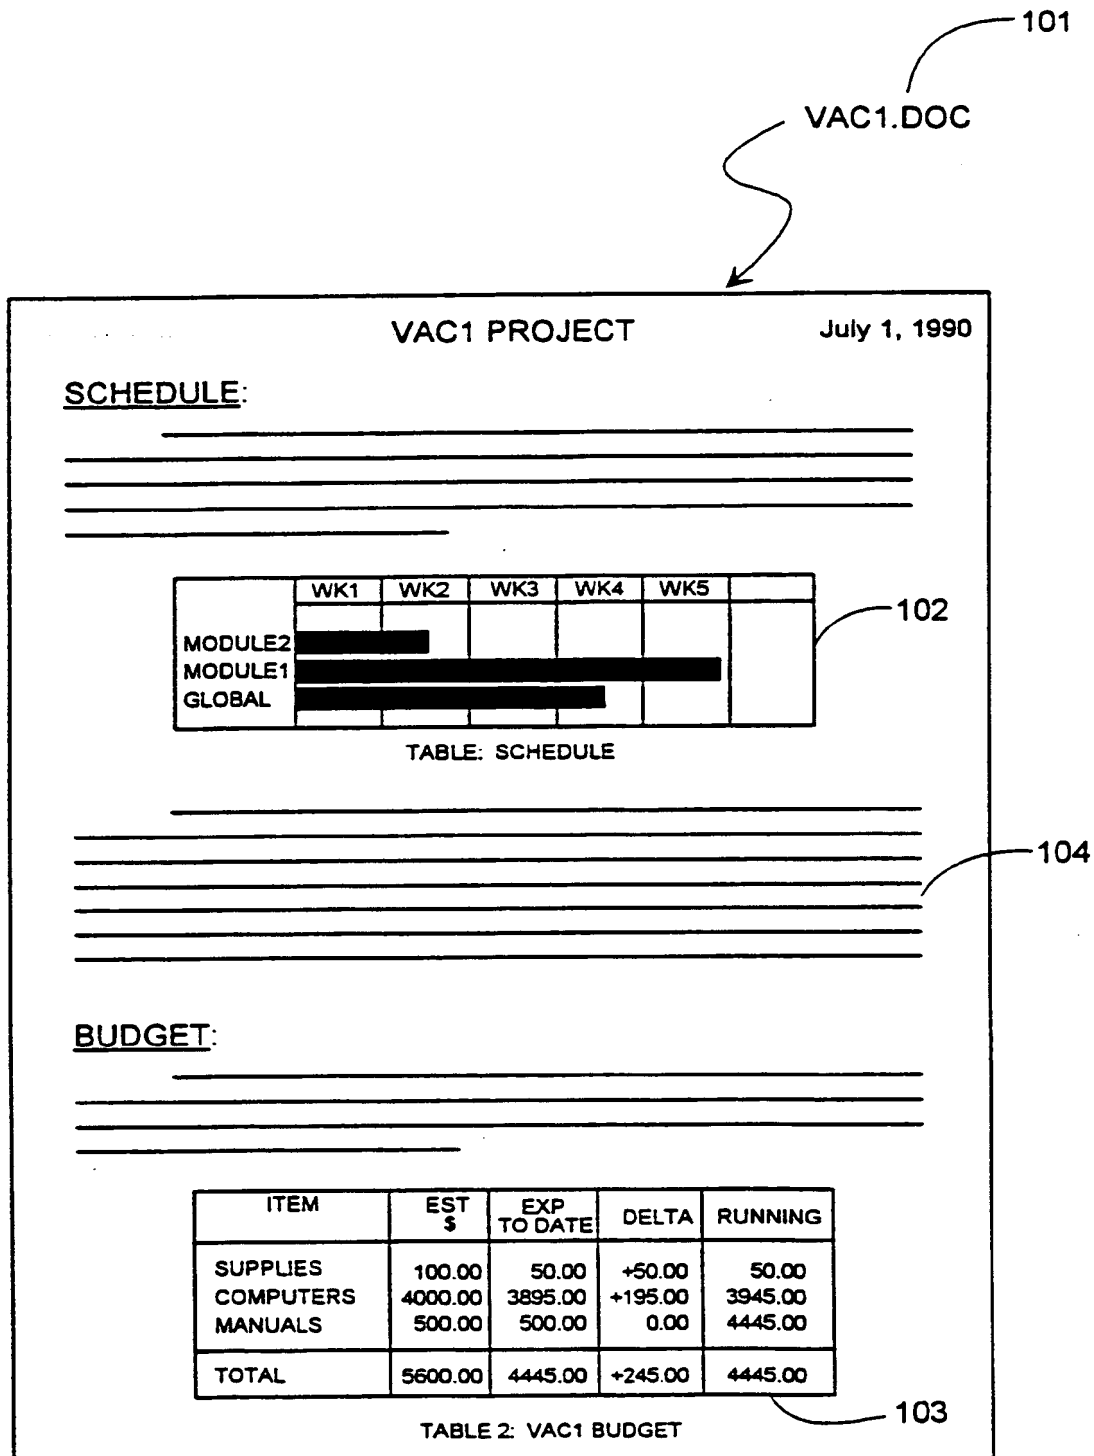 101
VAC1.DOC
VAC1 PROJECT July 1, 1990
SCHEDULE:
WK1 WK2 WK3 WK4 WK5
102
MODULE2
MODULE1
GLOBAL
TABLE: SCHEDULE
104
BUDGET:
ITEM EST $ EXP TO DATE DELTA RUNNING
SUPPLIES 100.00 50.00 +50.00 50.00
COMPUTERS 4000.00 3895.00 +195.00 3945.00
MANUALS 500.00 500.00 0.00 4445.00
TOTAL 5600.00 4445.00 +245.00 4445.00
103
TABLE 2: VAC1 BUDGET